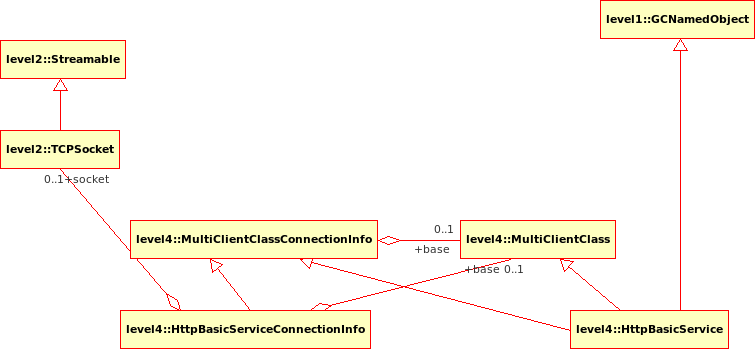 level1::GCNamedObject
level2::Streamable
level2::TCPSocket
0..1+socket
level4::MultiClientClassConnectionInfo
0..1
+base
level4::MultiClientClass
+base 0..1
level4::HttpBasicServiceConnectionInfo
level4::HttpBasicService